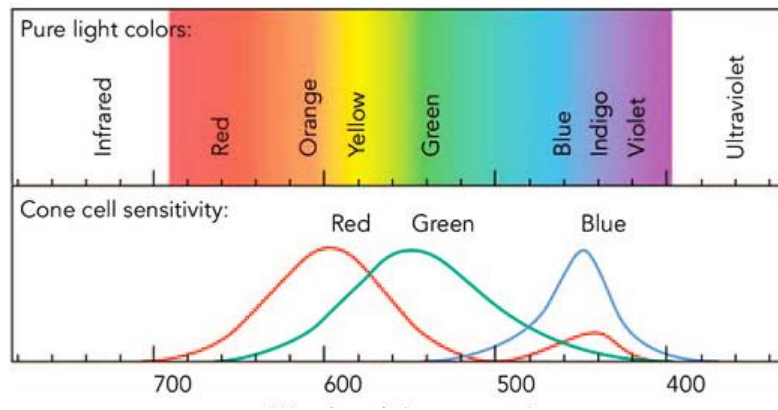 Pure light colors:
Infrared
Red
Orange
Yellow
Green
Blue
Indigo
Violet
Ultraviolet
Cone cell sensitivity:
Red
Green
Blue
700
600
500
400